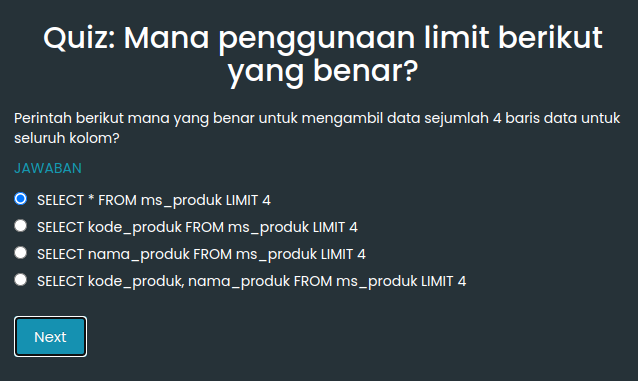 Quiz: Mana penggunaan limit berikut
yang benar?
Perintah berikut mana yang benar untuk mengambil data sejumlah 4 baris data untuk
seluruh kolom?
JAWABAN
SELECT * FROM ms_produk LIMIT 4
SELECT kode_produk FROM ms_produk LIMIT 4
SELECT nama_produk FROM ms_produk LIMIT 4
SELECT kode_produk, nama_produk FROM ms_produk LIMIT 4
Next